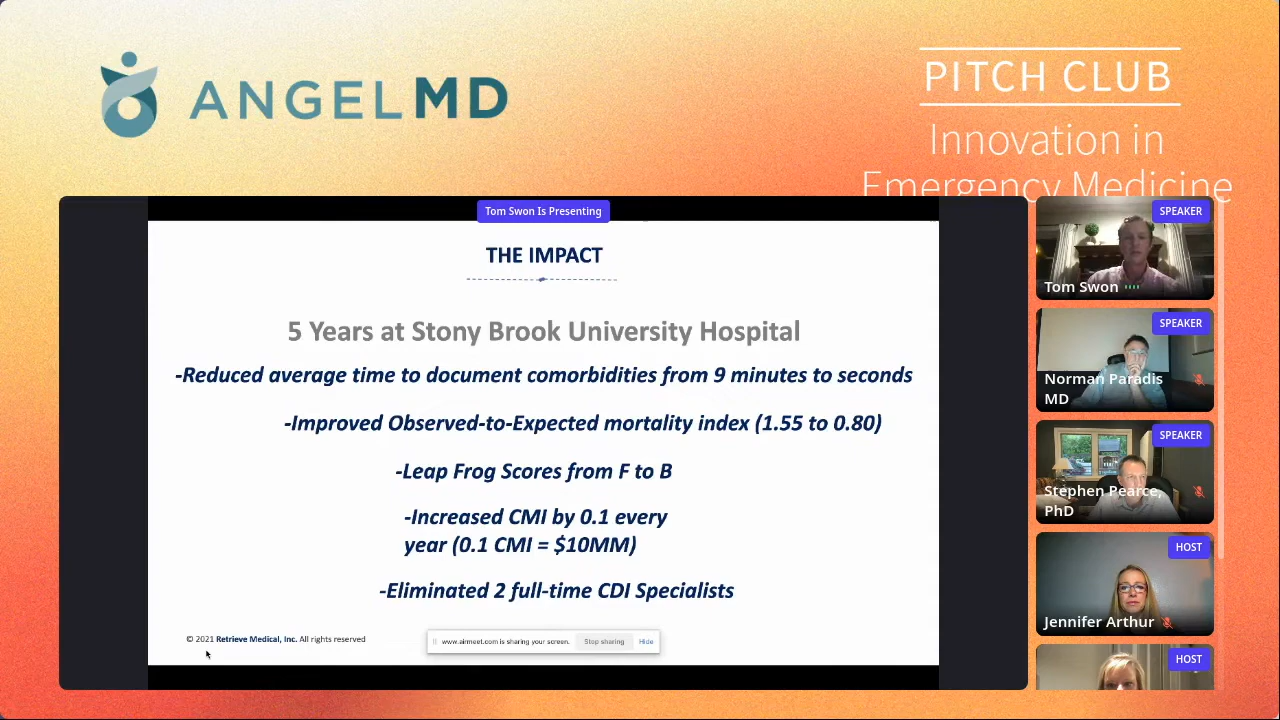 ANGELMD
PITCH CLUB
Innovation in
Emergency Medicine
Tom Swon Is Presenting
THE IMPACT
5 Years at Stony Brook University Hospital
-Reduced average time to document comorbidities from 9 minutes to seconds
-Improved Observed-to-Expected mortality index (1.55 to 0.80)
-Leap Frog Scores from F to B
-Increased CMI by 0.1 every
year (0.1 CMI = $10MM)
-Eliminated 2 full-time CDI Specialists
© 2021 Retrieve Medical, Inc. All rights reserved
www.airmeet.com is sharing your screen.
Stop sharing
Hide
SPEAKER
Tom Swon
SPEAKER
Norman Paradis
MD
SPEAKER
Stephen Pearce,
PhD
HOST
Jennifer Arthur
HOST